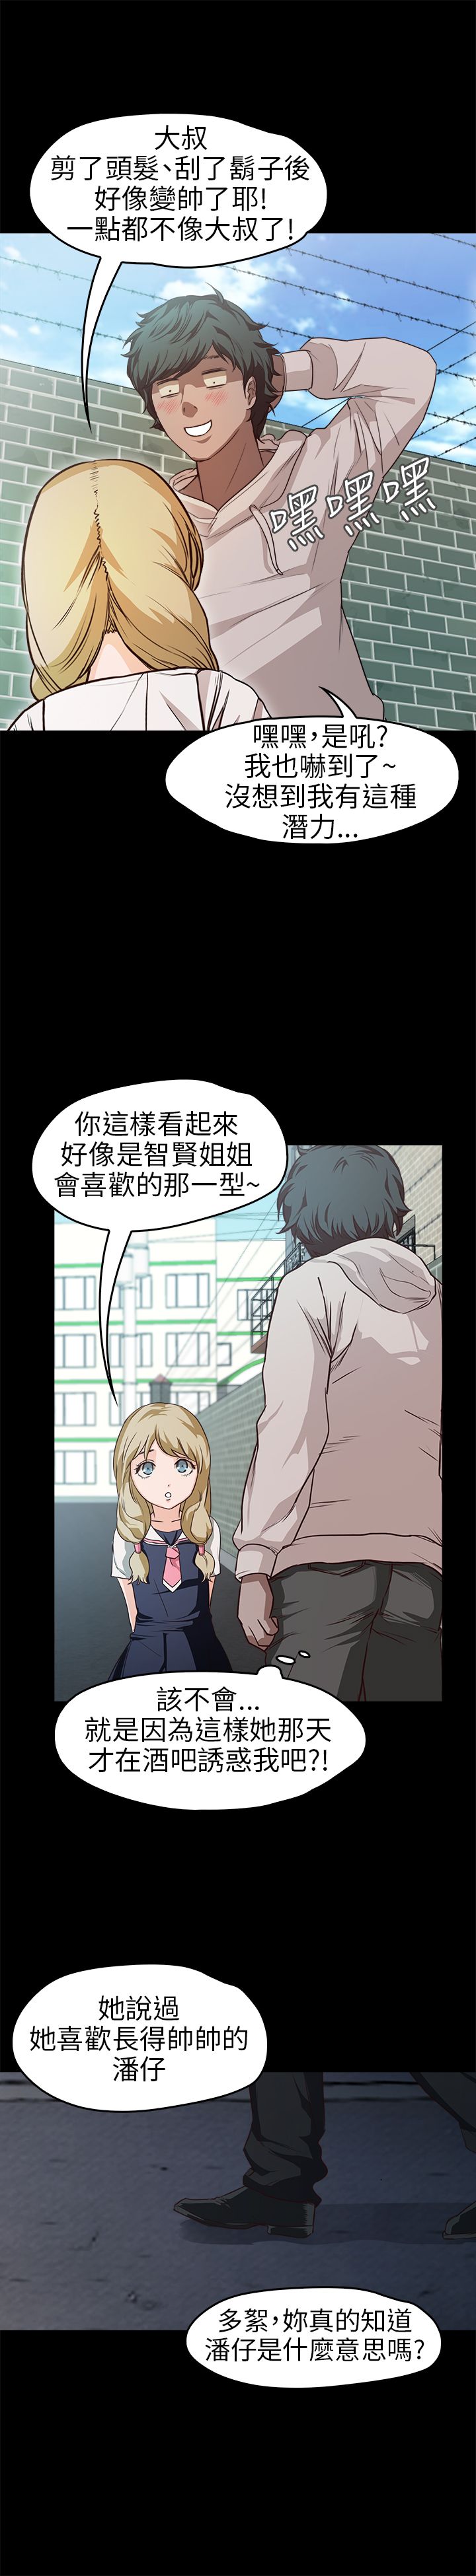 大叔
剪了頭髮、刮了鬍子後
好像變帥了耶!
一點都不像大叔了!
嘿嘿嘿
嘿嘿,是吼?
我也嚇到了~
沒想到我有這種
潛力...
你這樣看起來
好像是智賢姐姐
會喜歡的那一型~
該不會...
就是因為這樣她那天
才在酒吧誘惑我吧?!
她說過
她喜歡長得帥帥的
潘仔
多絮,妳真的知道
潘仔是什麼意思嗎?